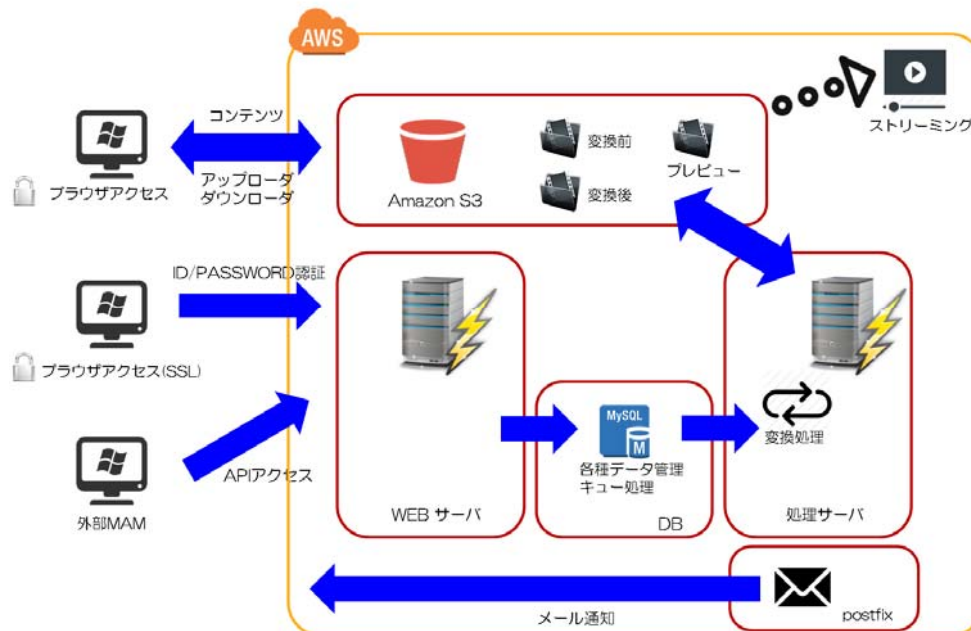 AWS
コンテンツ
ブラウザアクセス
アップローダ
ダウンローダ
Amazon S3
変換前
変換後
プレビュー
ストリーミング
ID/PASSWORD認証
ブラウザアクセス(SSL)
APIアクセス
外部MAM
WEB サーバ
MySQL
M
各種データ管理
キュー処理
DB
変換処理
処理サーバ
メール通知
postfix